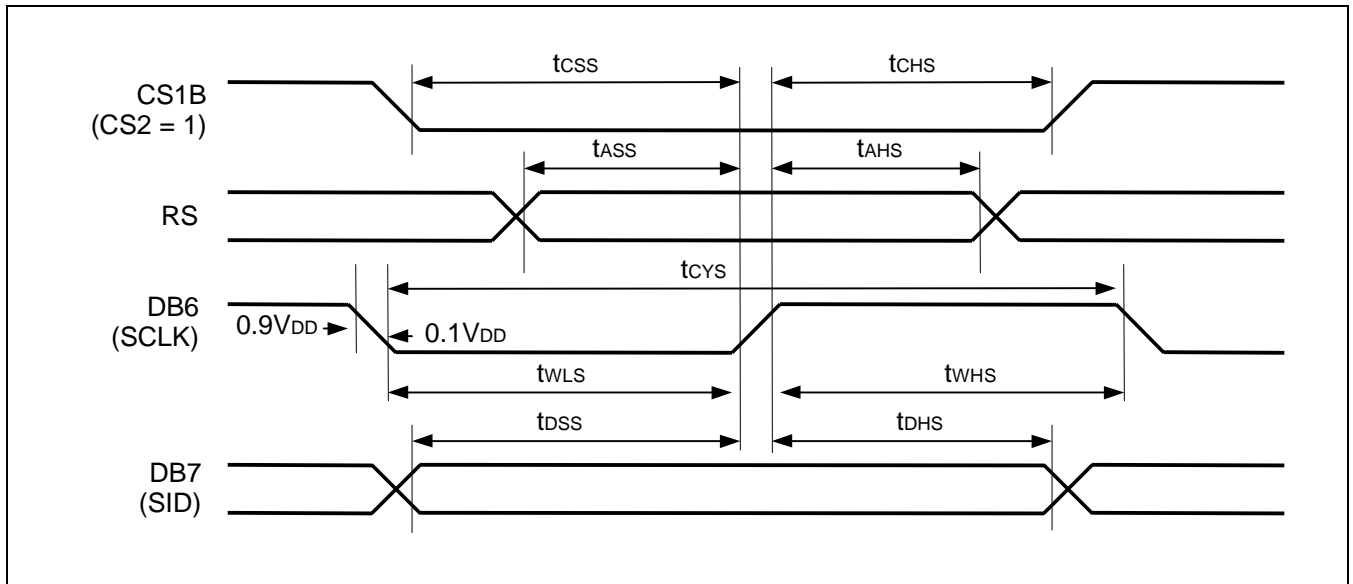 tCSS
tCHS
CS1B
(CS2 = 1)
tASS
tAHS
RS
tCYS
DB6
(SCLK)
0.9VDD
0.1VDD
tWLS
tWHS
tDSS
tDHS
DB7
(SID)